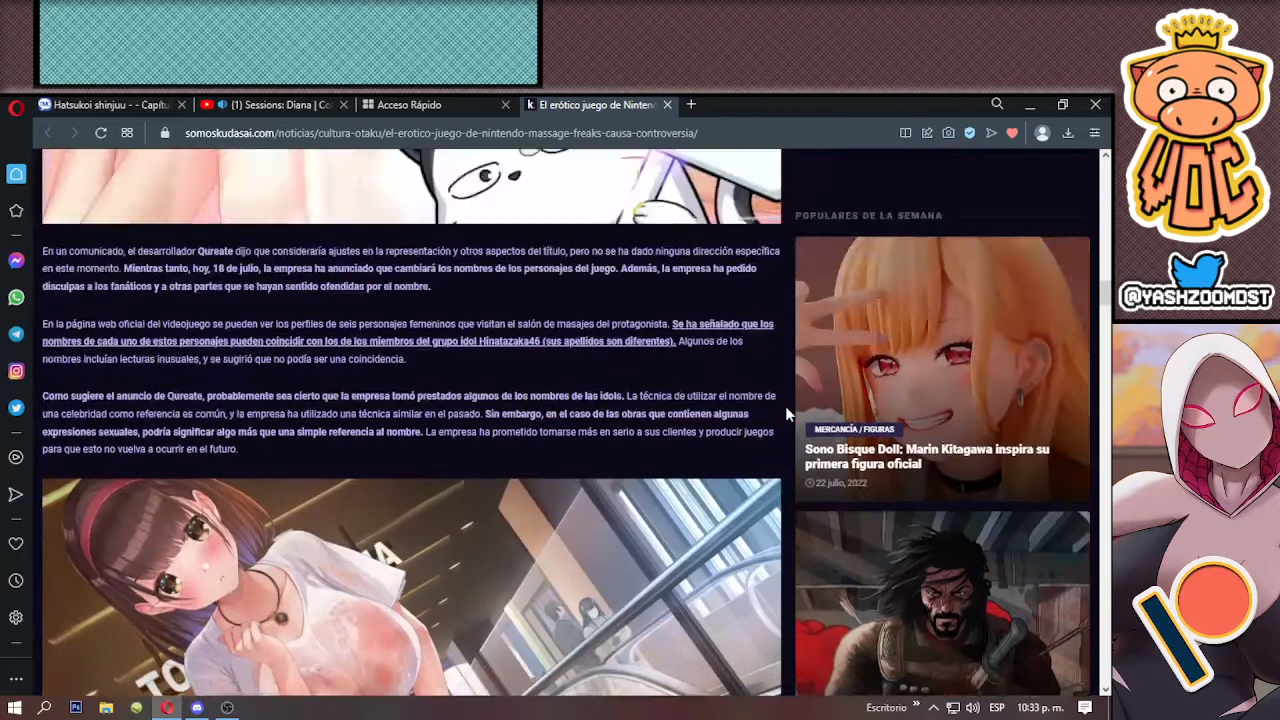 Hatsukoi shinjuu - - Capítu
(1) Sessions: Diana | Co
Acceso Rápido
El erótico juego de Ninten
somoskudasai.com/noticias/cultura-otaku/el-erotico-juego-de-nintendo-massage-freaks-causa-controversia/
En un comunicado, el desarrollador Qureate dijo que consideraría ajustes en la representación y otros aspectos del título, pero no se ha dado ninguna dirección específica
en este momento. Mientras tanto, hoy, 18 de julio, la empresa ha anunciado que cambiará los nombres de los personajes del juego. Además, la empresa ha pedido
disculpas a los fanáticos y a otras partes que se hayan sentido ofendidas por el nombre.
En la página web oficial del videojuego se pueden ver los perfiles de seis personajes femeninos que visitan el salón de masajes del protagonista. Se ha señalado que los
nombres de cada uno de estos personajes pueden coincidir con los de los miembros del grupo idol Hinatazaka46 (sus apellidos son diferentes). Algunos de los
nombres incluían lecturas inusuales, y se sugirió que no podía ser una coincidencia.
Como sugiere el anuncio de Qureate, probablemente sea cierto que la empresa tomó prestados algunos de los nombres de las idols. La técnica de utilizar el nombre de
una celebridad como referencia es común, y la empresa ha utilizado una técnica similar en el pasado. Sin embargo, en el caso de las obras que contienen algunas
expresiones sexuales, podría significar algo más que una simple referencia al nombre. La empresa ha prometido tomarse más en serio a sus clientes y producir juegos
para que esto no vuelva a ocurrir en el futuro.
POPULARES DE LA SEMANA
MERCANCÍA / FIGURAS
Sono Bisque Doll: Marin Kitagawa inspira su
primera figura oficial
22 julio, 2022
@YASHZOOMDST
Escritorio
ESP
10:33 p. m.